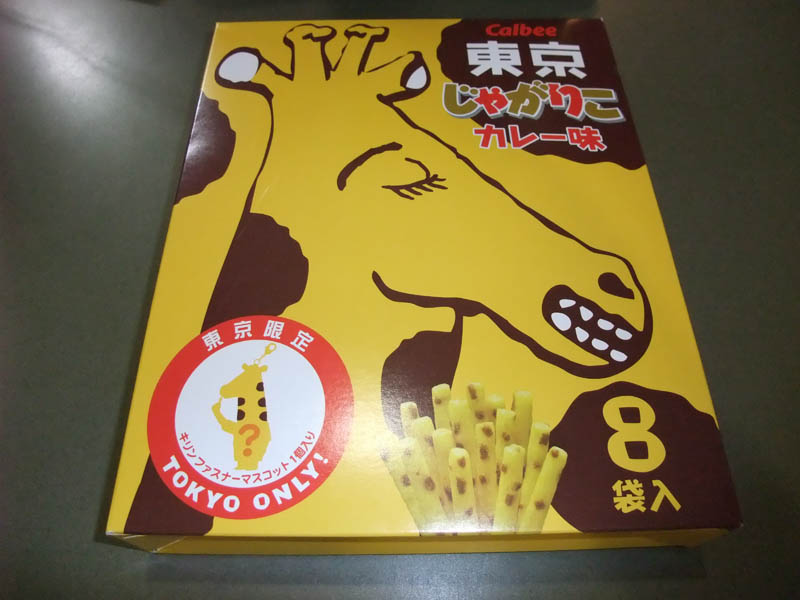 Calbee
東京
じゃがりこ
カレー味
東京限定
?
キリンファスナーマスコット1個入り
TOKYO ONLY!
8
袋入